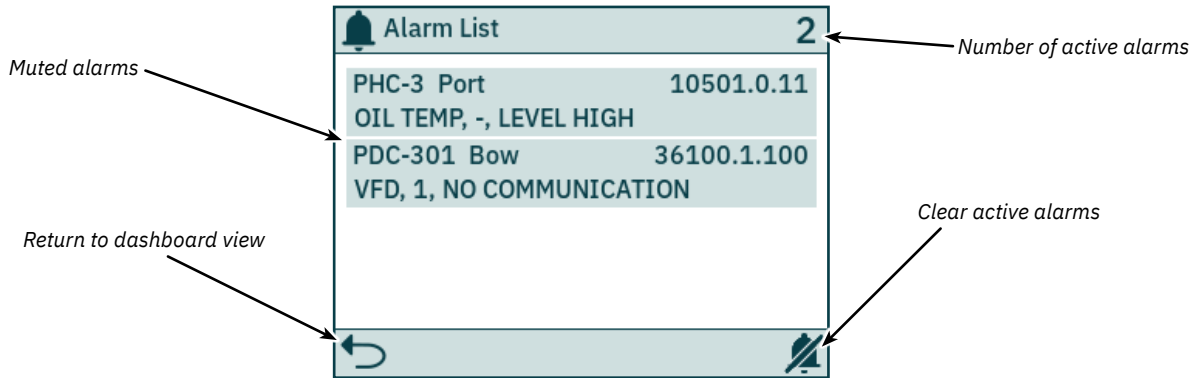 Alarm List 2
Number of active alarms
Muted alarms
PHC-3 Port 10501.0.11
OIL TEMP, -, LEVEL HIGH
PDC-301 Bow 36100.1.100
VFD, 1, NO COMMUNICATION
Clear active alarms
Return to dashboard view